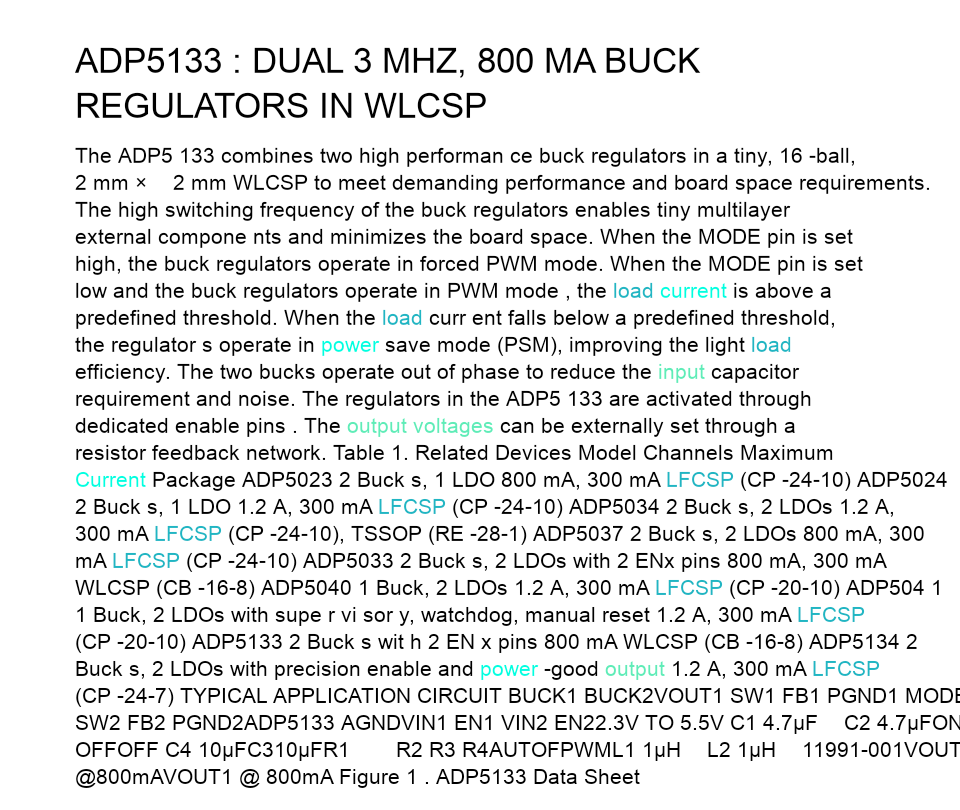 ADP5133 : DUAL 3 MHZ, 800 MA BUCK
REGULATORS IN WLCSP
The ADP5 133 combines two high performan ce buck regulators in a tiny, 16 -ball,
2 mm × 2 mm WLCSP to meet demanding performance and board space requirements.
The high switching frequency of the buck regulators enables tiny multilayer
external compone nts and minimizes the board space. When the MODE pin is set
high, the buck regulators operate in forced PWM mode. When the MODE pin is set
low and the buck regulators operate in PWM mode , the load current is above a
predefined threshold. When the load curr ent falls below a predefined threshold,
the regulator s operate in power save mode (PSM), improving the light load
efficiency. The two bucks operate out of phase to reduce the input capacitor
requirement and noise. The regulators in the ADP5 133 are activated through
dedicated enable pins . The output voltages can be externally set through a
resistor feedback network. Table 1. Related Devices Model Channels Maximum
Current Package ADP5023 2 Buck s, 1 LDO 800 mA, 300 mA LFCSP (CP -24-10) ADP5024
2 Buck s, 1 LDO 1.2 A, 300 mA LFCSP (CP -24-10) ADP5034 2 Buck s, 2 LDOs 1.2 A,
300 mA LFCSP (CP -24-10), TSSOP (RE -28-1) ADP5037 2 Buck s, 2 LDOs 800 mA, 300
mA LFCSP (CP -24-10) ADP5033 2 Buck s, 2 LDOs with 2 ENx pins 800 mA, 300 mA
WLCSP (CB -16-8) ADP5040 1 Buck, 2 LDOs 1.2 A, 300 mA LFCSP (CP -20-10) ADP504 1
1 Buck, 2 LDOs with supe r vi sor y, watchdog, manual reset 1.2 A, 300 mA LFCSP
(CP -20-10) ADP5133 2 Buck s wit h 2 EN x pins 800 mA WLCSP (CB -16-8) ADP5134 2
Buck s, 2 LDOs with precision enable and power -good output 1.2 A, 300 mA LFCSP
(CP -24-7) TYPICAL APPLICATION CIRCUIT BUCK1 BUCK2VOUT1 SW1 FB1 PGND1 MODE
SW2 FB2 PGND2ADP5133 AGNDVIN1 EN1 VIN2 EN22.3V TO 5.5V C1 4.7µF C2 4.7µFON
OFFOFF C4 10µFC310µFR1 R2 R3 R4AUTOFPWML1 1µH L2 1µH 11991-001VOUT
@800mAVOUT1 @ 800mA Figure 1 . ADP5133 Data Sheet